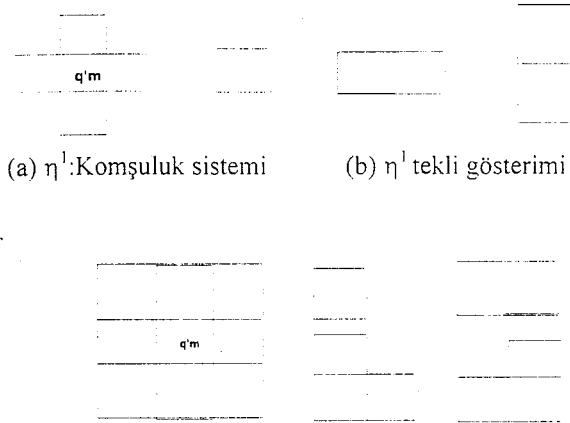 q'm
(a) η¹:Komşuluk sistemi
(b) η¹ tekli gösterimi
q'm